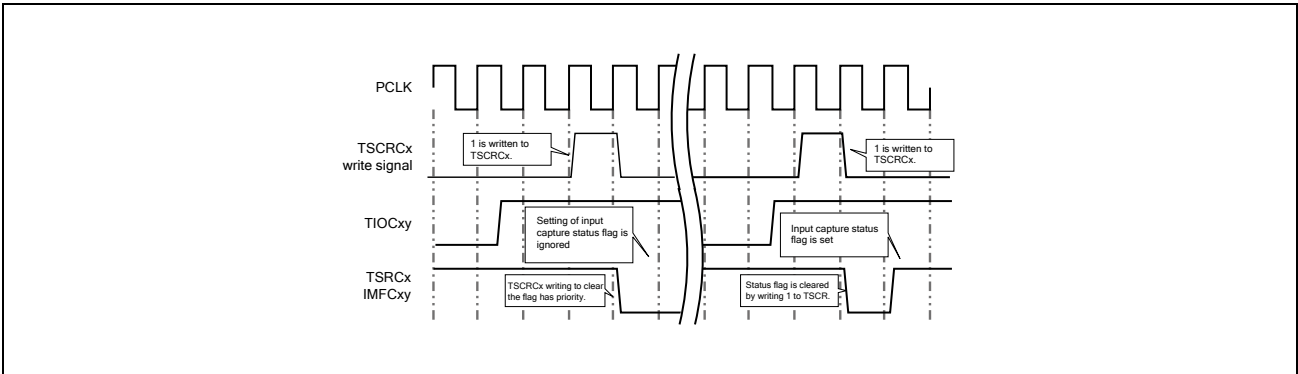 PCLK
TSCRCx
write signal
1 is written to
TSCRCx.
1 is written to
TSCRCx.
TIOCxy
Setting of input
capture status flag is
ignored
Input capture status
flag is set
TSRCx
IMFCxy
TSCRCx writing to clear
the flag has priority.
Status flag is cleared
by writing 1 to TSCR.